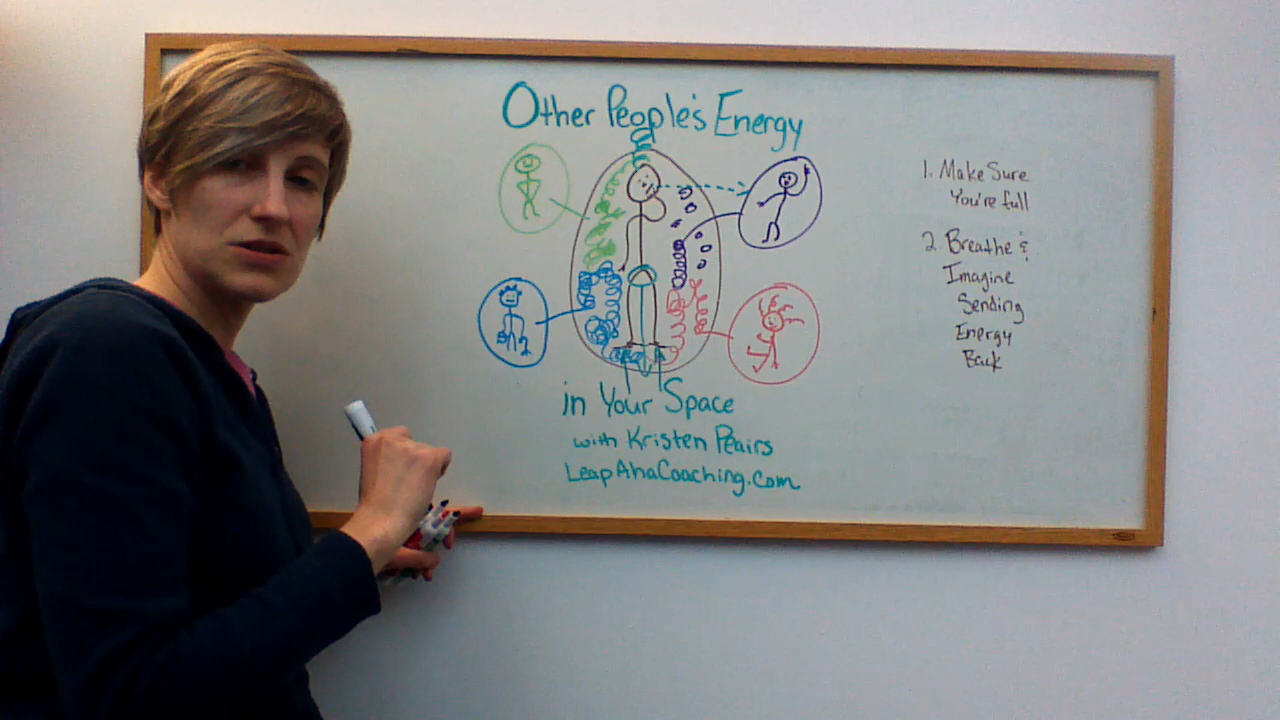 Other People's Energy
in Your Space
with Kristen Peairs
LeapAhaCoaching.com
1. Make Sure
You're full
2. Breathe &
Imagine
Sending
Energy
Back